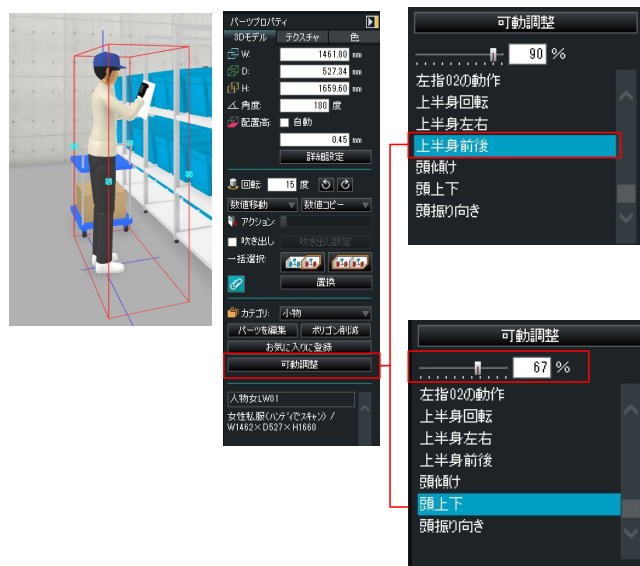 パーツプロパティ
3Dモデル テクスチャ 色
W: 1461.80 mm
D: 527.34 mm
H: 1659.60 mm
角度: 180 度
配置高: 自動
0.45 mm
詳細設定
回転: 15 度
数値移動 数値コピー
アクション:
吹き出し 吹き出し設定
一括選択:
置換
カテゴリ: 小物
パーツを編集 ポリゴン削減
お気に入りに登録
可動調整
人物女LW01
女性私服(ハンディでスキャン) /
W1462×D527×H1660
可動調整
90 %
左指02の動作
上半身回転
上半身左右
上半身前後
頭傾け
頭上下
頭振り向き
可動調整
67 %
左指02の動作
上半身回転
上半身左右
上半身前後
頭傾け
頭上下
頭振り向き